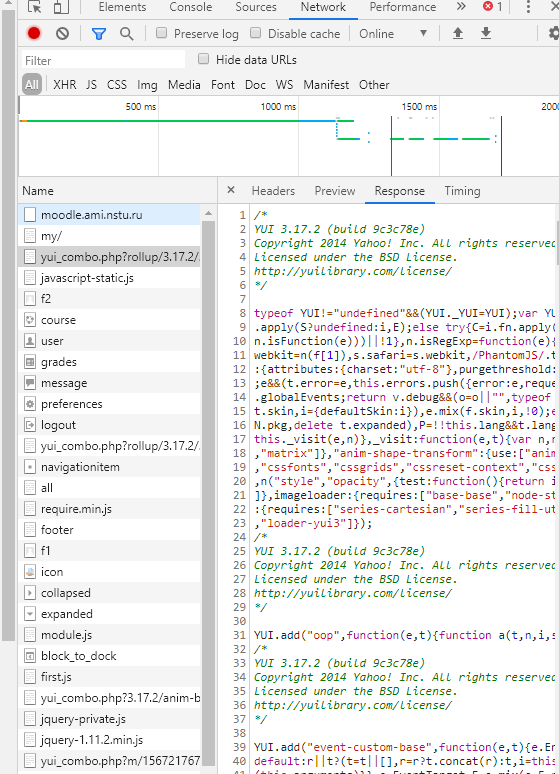 Elements Console Sources Network Performance » 1
Preserve log Disable cache Online
Filter Hide data URLs
All XHR JS CSS Img Media Font Doc WS Manifest Other
500 ms 1000 ms 1500 ms 2000
Name × Headers Preview Response Timing
moodle.ami.nstu.ru
my/
yui_combo.php?rollup/3.17.2/
javascript-static.js
f2
course
user
grades
message
preferences
logout
yui_combo.php?rollup/3.17.2/
navigationitem
all
require.min.js
footer
f1
icon
collapsed
expanded
module.js
block_to_dock
first.js
yui_combo.php?3.17.2/anim-b
jquery-private.js
jquery-1.11.2.min.js
yui_combo.php?m/156721767
1 /*
2 YUI 3.17.2 (build 9c3c78e)
3 Copyright 2014 Yahoo! Inc. All rights reserved
4 Licensed under the BSD License.
5 http://yuilibrary.com/license/
6 */
7
8 typeof YUI!="undefined"&&(YUI._YUI=YUI);var YU
9 .apply(S?undefined:i,E);else try{C=i.fn.apply(
10 n.isFunction(e)))||!1},n.isRegExp=function(e){
11 webkit=n(f[1]),s.safari=s.webkit,/PhantomJS/.t
12 :{attributes:{charset:"utf-8"},purgethreshold:
13 ;e&&(t.error=e,this.errors.push({error:e,reque
14 .globalEvents;return v.debug&&(o=o||"",typeof
15 t.skin,i={defaultSkin:i}),e.mix(f.skin,i,!0);e
16 N.pkg,delete t.expanded),P=!!this.lang&&t.lang
17 this._visit(e,n)},_visit:function(e,t){var n,r
18 ,"matrix"]},"anim-shape-transform":{use:["anim
19 ,"cssfonts","cssgrids","cssreset-context","css
20 ,n("style","opacity",{test:function(){return i
21 ]},imageloader:{requires:["base-base","node-st
22 :{requires:["series-cartesian","series-fill-ut
23 ,"loader-yui3"]});
24 /*
25 YUI 3.17.2 (build 9c3c78e)
26 Copyright 2014 Yahoo! Inc. All rights reserved
27 Licensed under the BSD License.
28 http://yuilibrary.com/license/
29 */
30
31 YUI.add("oop",function(e,t){function a(t,n,i,s
32 /*
33 YUI 3.17.2 (build 9c3c78e)
34 Copyright 2014 Yahoo! Inc. All rights reserved
35 Licensed under the BSD License.
36 http://yuilibrary.com/license/
37 */
38
39 YUI.add("event-custom-base",function(e,t){e.En
40 default:r||t?(t=t||[],r=r?t.concat(r):t,i=this